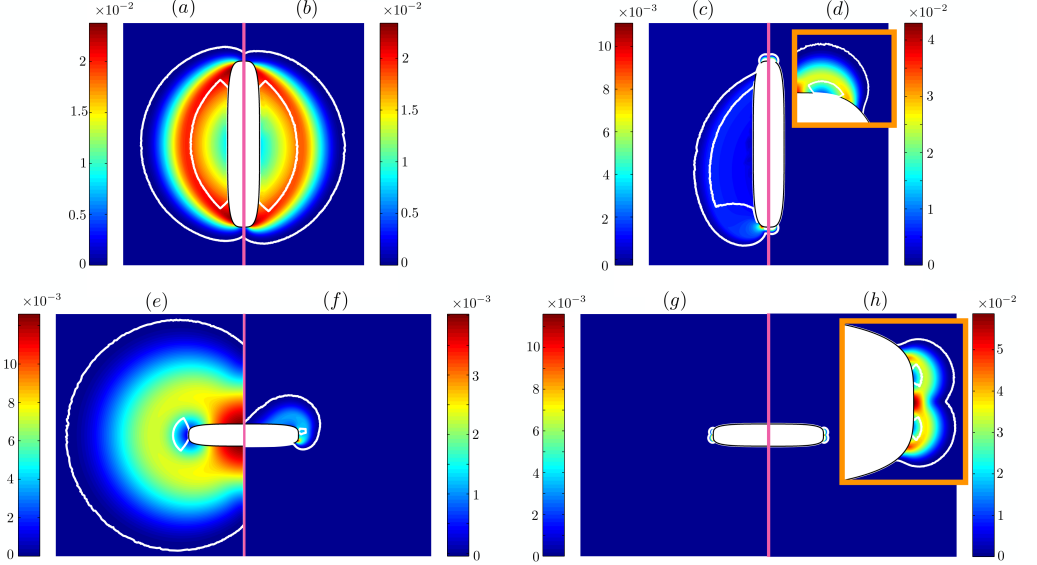 (a) (b) (c) (d)
×10⁻² ×10⁻² ×10⁻³ ×10⁻²
2 2 10 4
1.5 1.5 8 3
1 1 6 2
0.5 0.5 4 1
0 0 2 0
0
(e) (f) (g) (h)
×10⁻³ ×10⁻³ ×10⁻³ ×10⁻²
10 3 10 5
8 2 8 4
6 1 6 3
4 0 4 2
2 2 1
0 0 0